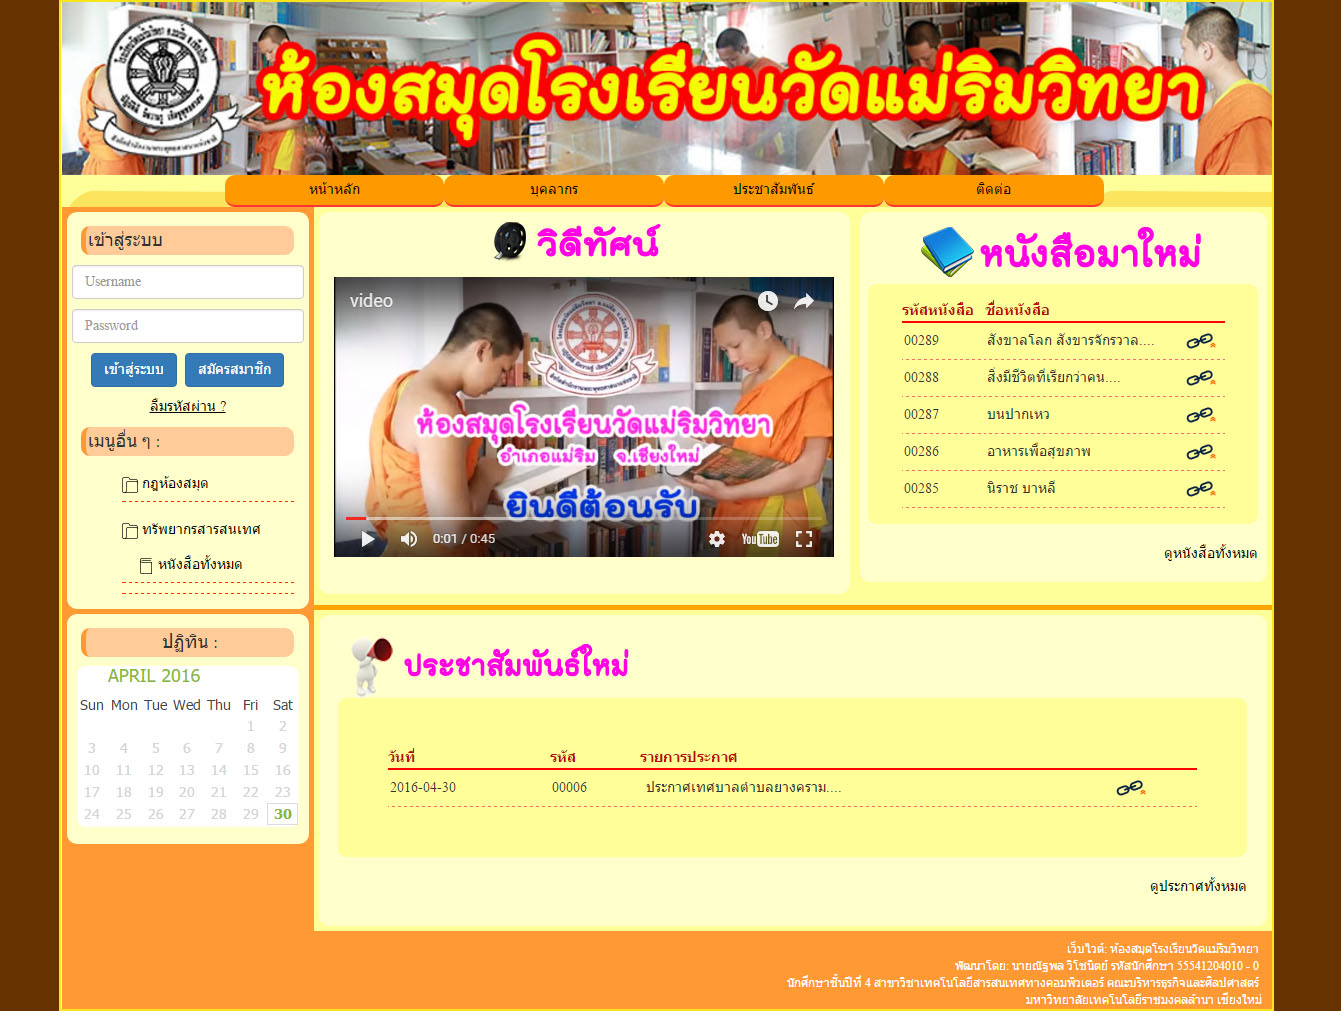 ห้องสมุดโรงเรียนวัดแม่ริมวิทยา
หน้าหลัก
บุคลากร
ประชาสัมพันธ์
ติดต่อ
เข้าสู่ระบบ
Username
Password
เข้าสู่ระบบ สมัครสมาชิก
ลืมรหัสผ่าน ?
เมนูอื่น ๆ :
กฎห้องสมุด
ทรัพยากรสารสนเทศ
หนังสือทั้งหมด
ปฏิทิน :
APRIL 2016
Sun Mon Tue Wed Thu Fri Sat
1 2
3 4 5 6 7 8 9
10 11 12 13 14 15 16
17 18 19 20 21 22 23
24 25 26 27 28 29 30
วิดีทัศน์
video
ห้องสมุดโรงเรียนวัดแม่ริมวิทยา
อำเภอแม่ริม จ.เชียงใหม่
ยินดีต้อนรับ
0:01 / 0:45
YouTube
หนังสือมาใหม่
รหัสหนังสือ ชื่อหนังสือ
00289 สังขาลโลก สังขารจักรวาล....
00288 สิ่งมีชีวิตที่เรียกว่าคน....
00287 บนปากเหว
00286 อาหารเพื่อสุขภาพ
00285 นิราช บาหลี
ดูหนังสือทั้งหมด
ประชาสัมพันธ์ใหม่
วันที่ รหัส รายการประกาศ
2016-04-30 00006 ประกาศเทศบาลตำบลยางคราม....
ดูประกาศทั้งหมด
เว็บไวต์: ห้องสมุดโรงเรียนวัดแม่ริมวิทยา
พัฒนาโดย: นายณัฐพล วิโชนิตย์ รหัสนักศึกษา 55541204010 - 0
นักศึกษาชั้นปีที่ 4 สาขาวิชาเทคโนโลยีสารสนเทศทางคอมพิวเตอร์ คณะบริหารธุรกิจและศิลปศาสตร์
มหาวิทยาลัยเทคโนโลยีราชมงคลล้านนา เชียงใหม่